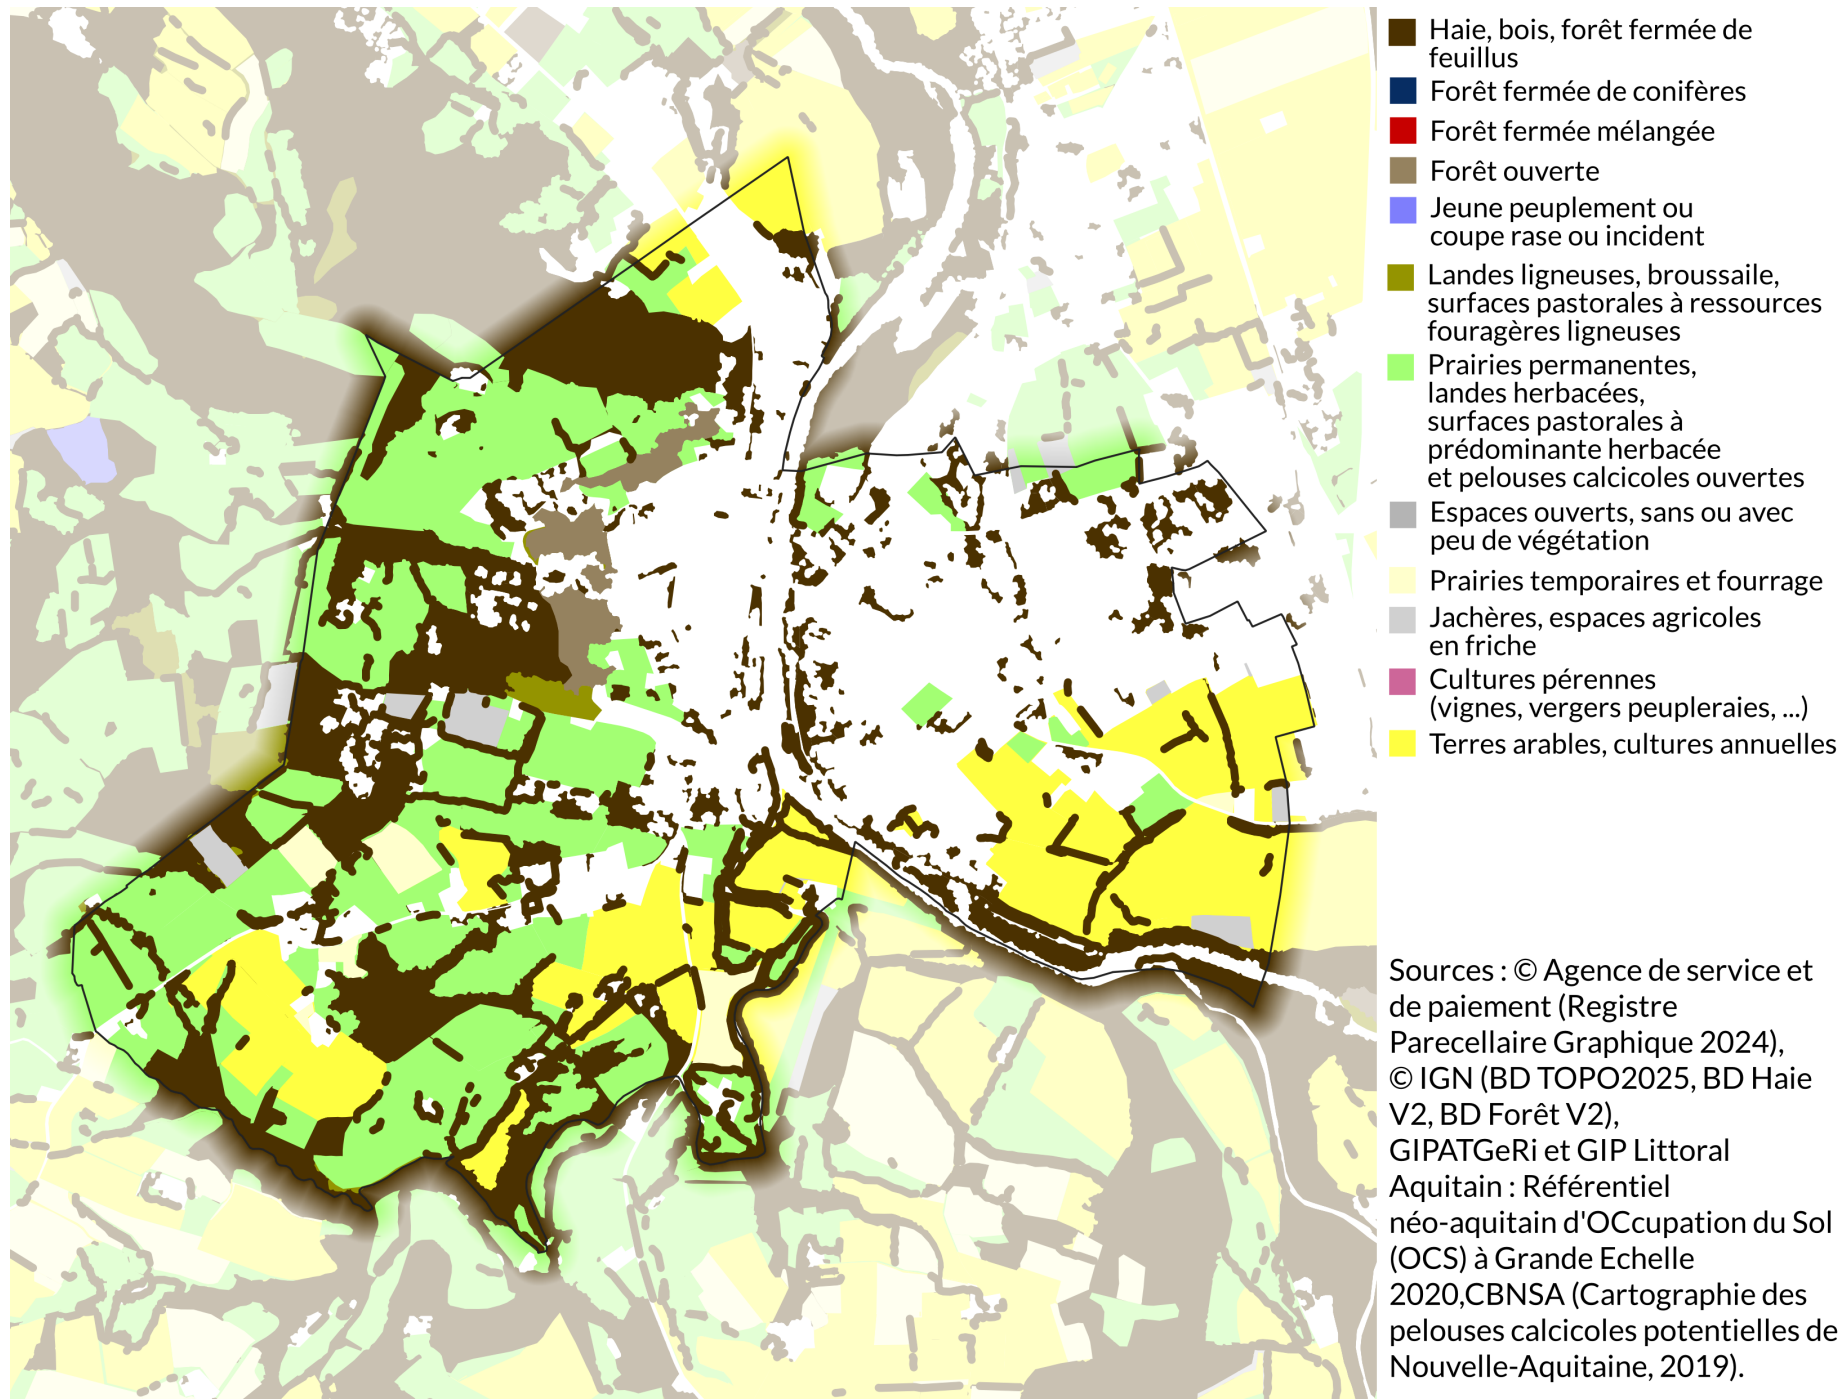 Haie, bois, forêt fermée de
feuillus
Forêt fermée de conifères
Forêt fermée mélangée
Forêt ouverte
Jeune peuplement ou
coupe rase ou incident
Landes ligneuses, broussaile,
surfaces pastorales à ressources
fouragères ligneuses
Prairies permanentes,
landes herbacées,
surfaces pastorales à
prédominante herbacée
et pelouses calcicoles ouvertes
Espaces ouverts, sans ou avec
peu de végétation
Prairies temporaires et fourrage
Jachères, espaces agricoles
en friche
Cultures pérennes
(vignes, vergers peupleraies, ...)
Terres arables, cultures annuelles
Sources : © Agence de service et
de paiement (Registre
Parecellaire Graphique 2024),
© IGN (BD TOPO2025, BD Haie
V2, BD Forêt V2),
GIPATGeRi et GIP Littoral
Aquitain : Référentiel
néo-aquitain d'OCcupation du Sol
(OCS) à Grande Echelle
2020,CBNSA (Cartographie des
pelouses calcicoles potentielles de
Nouvelle-Aquitaine, 2019).